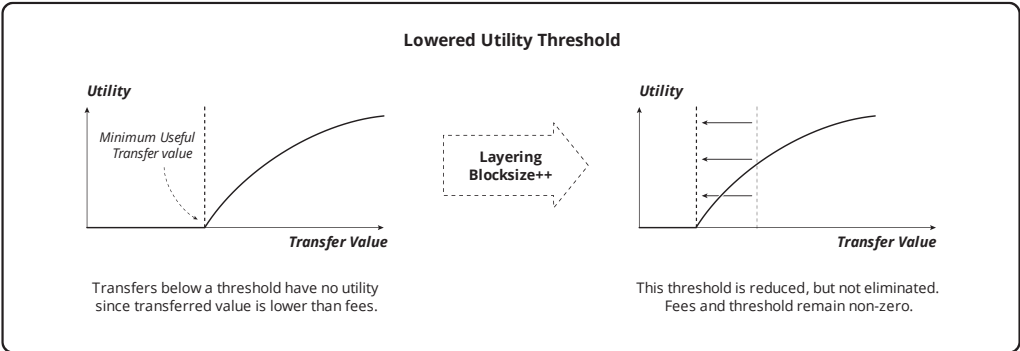 Lowered Utility Threshold
Utility
Minimum Useful
Transfer value
Transfer Value
Transfers below a threshold have no utility
since transferred value is lower than fees.
Layering
Blocksize++
Utility
Transfer Value
This threshold is reduced, but not eliminated.
Fees and threshold remain non-zero.